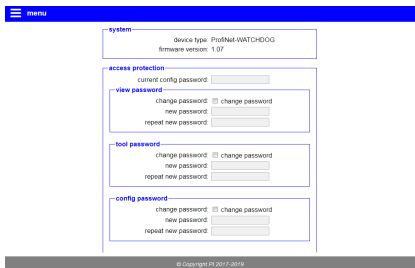 menu
system
device type: ProfiNet-WATCHDOG
firmware version: 1.07
access protection
current config password:
view password
change password: change password
new password:
repeat new password:
tool password
change password: change password
new password:
repeat new password:
config password
change password: change password
new password:
repeat new password:
© Copyright PI 2017-2019